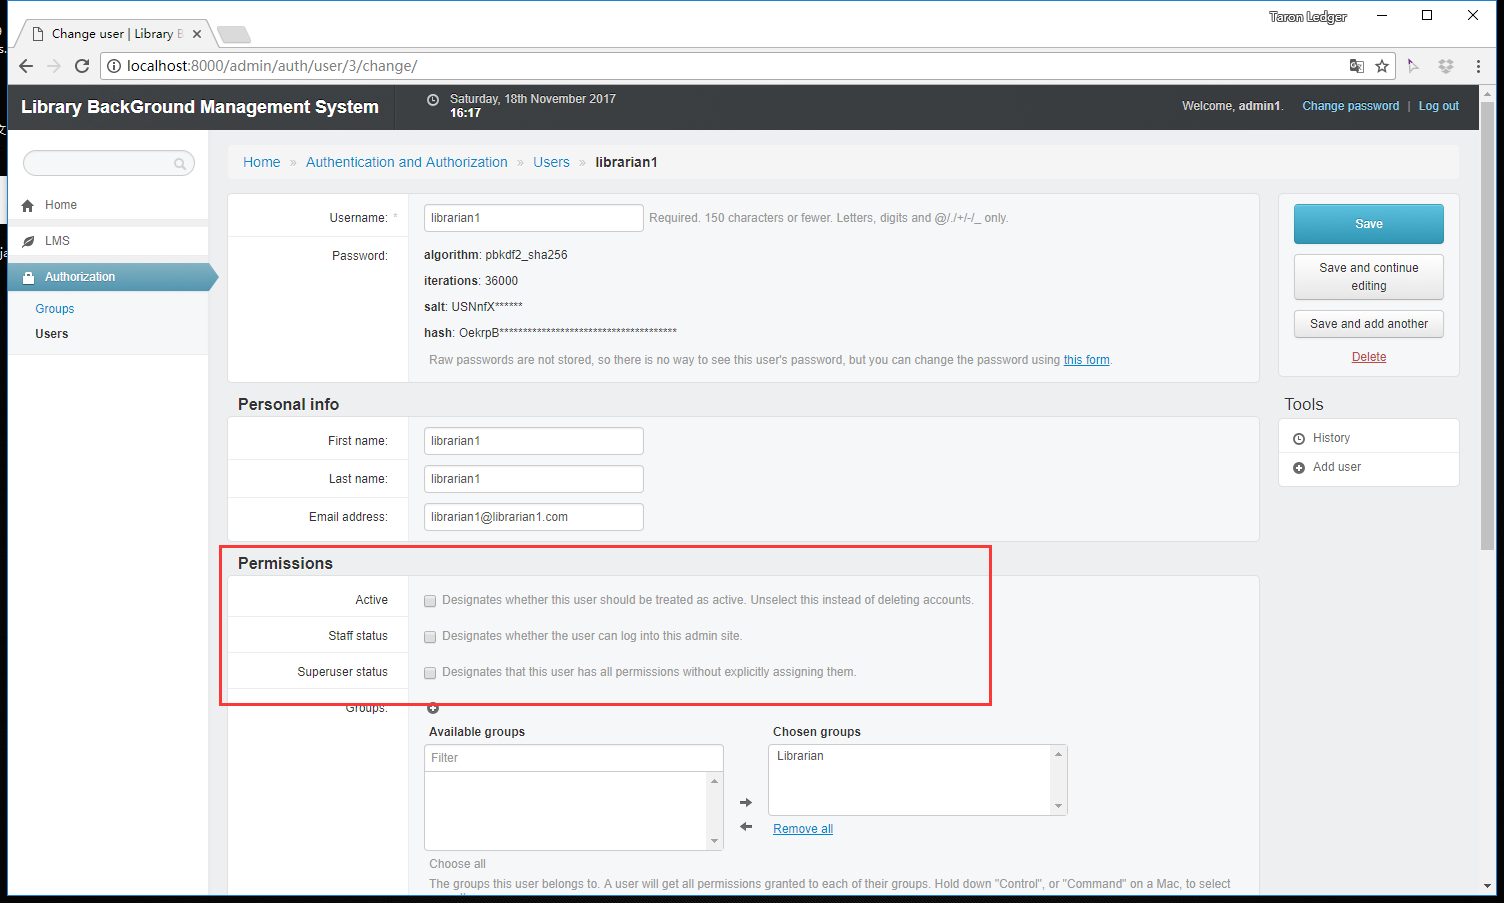 Taron Ledger
Change user | Library B
localhost:8000/admin/auth/user/3/change/
Library BackGround Management System
Saturday, 18th November 2017
16:17
Welcome, admin1.
Change password | Log out
Home » Authentication and Authorization » Users » librarian1
Home
LMS
Authorization
Groups
Users
Username: *
librarian1
Required. 150 characters or fewer. Letters, digits and @/./+/-/_ only.
Password:
algorithm: pbkdf2_sha256
iterations: 36000
salt: USNnfX******
hash: OekrpB**************************************
Raw passwords are not stored, so there is no way to see this user's password, but you can change the password using this form.
Personal info
First name:
librarian1
Last name:
librarian1
Email address:
librarian1@librarian1.com
Permissions
Active
Designates whether this user should be treated as active. Unselect this instead of deleting accounts.
Staff status
Designates whether the user can log into this admin site.
Superuser status
Designates that this user has all permissions without explicitly assigning them.
Groups:
Available groups
Filter
Choose all
Chosen groups
Librarian
Remove all
The groups this user belongs to. A user will get all permissions granted to each of their groups. Hold down "Control", or "Command" on a Mac, to select
Save
Save and continue
editing
Save and add another
Delete
Tools
History
Add user